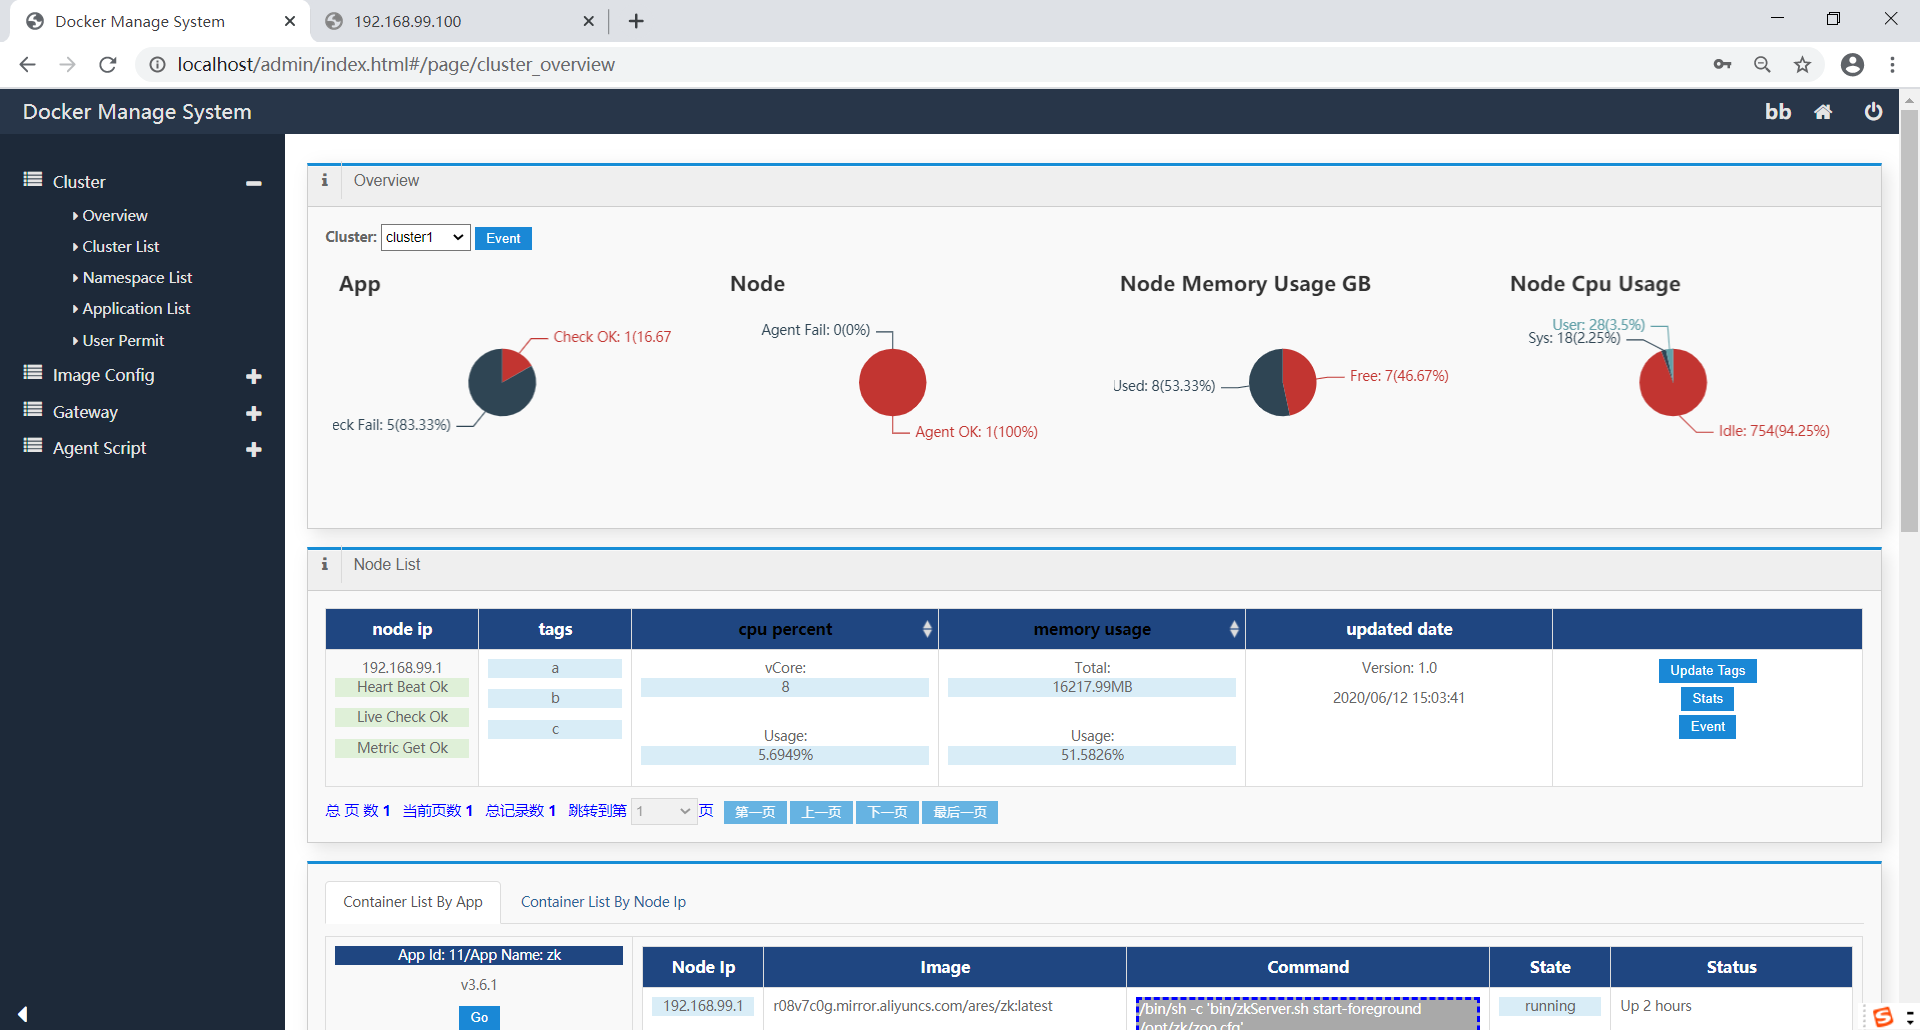 Docker Manage System
192.168.99.100
localhost/admin/index.html#/page/cluster_overview
Docker Manage System
bb
Cluster
Overview
Cluster List
Namespace List
Application List
User Permit
Image Config
Gateway
Agent Script
Overview
Cluster: cluster1 Event
App
Check OK: 1(16.67
eck Fail: 5(83.33%)
Node
Agent Fail: 0(0%)
Agent OK: 1(100%)
Node Memory Usage GB
Used: 8(53.33%)
Free: 7(46.67%)
Node Cpu Usage
User: 28(3.5%)
Sys: 18(2.25%)
Idle: 754(94.25%)
Node List
node ip tags cpu percent memory usage updated date
192.168.99.1
Heart Beat Ok
Live Check Ok
Metric Get Ok
a
b
c
vCore:
8
Usage:
5.6949%
Total:
16217.99MB
Usage:
51.5826%
Version: 1.0
2020/06/12 15:03:41
Update Tags
Stats
Event
总 页 数 1 当前页数 1 总记录数 1 跳转到第 1 页 第一页 上一页 下一页 最后一页
Container List By App Container List By Node Ip
App Id: 11/App Name: zk
v3.6.1
Go
Node Ip Image Command State Status
192.168.99.1 r08v7c0g.mirror.aliyuncs.com/ares/zk:latest /bin/sh -c 'bin/zkServer.sh start-foreground running Up 2 hours
/opt/zk/zoo.cfg'